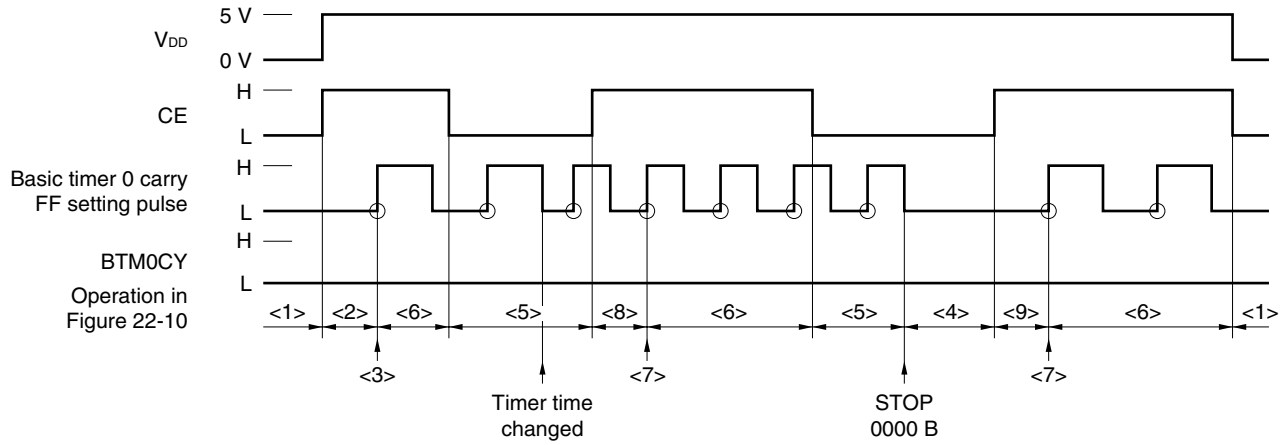 5 V
VDD
0 V
H
CE
L
H
Basic timer 0 carry
FF setting pulse
L
H
BTM0CY
L
Operation in
Figure 22-10
<1> <2> <6> <5> <8> <6> <5> <4> <9> <6> <1>
<3> <7> <7>
Timer time
changed
STOP
0000 B